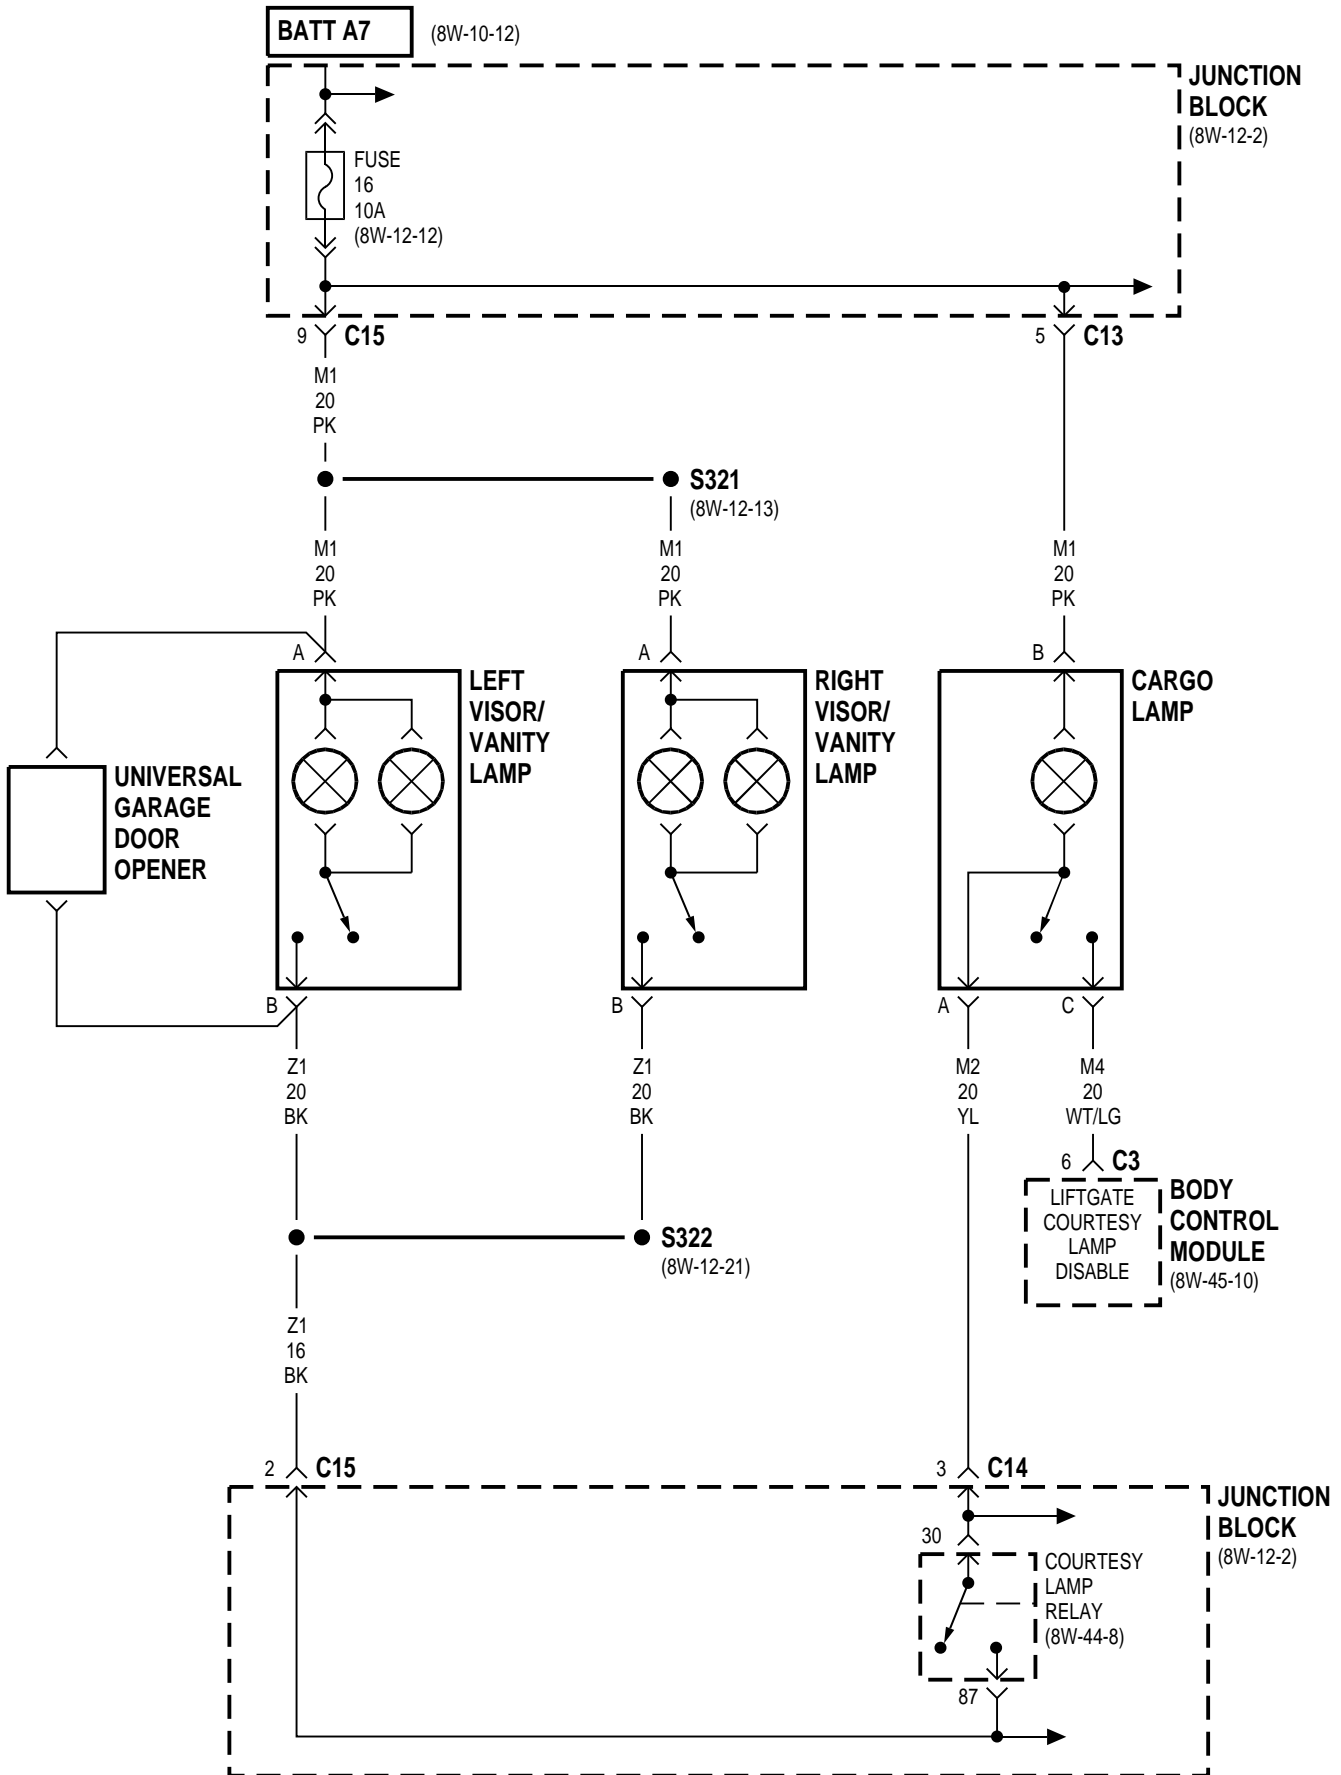 BATT A7
(8W-10-12)
JUNCTION
BLOCK
(8W-12-2)
FUSE
16
10A
(8W-12-12)
9
C15
5
C13
M1
20
PK
S321
(8W-12-13)
M1
20
PK
M1
20
PK
M1
20
PK
A
A
B
LEFT
VISOR/
VANITY
LAMP
RIGHT
VISOR/
VANITY
LAMP
CARGO
LAMP
UNIVERSAL
GARAGE
DOOR
OPENER
B
B
A
C
Z1
20
BK
Z1
20
BK
M2
20
YL
M4
20
WT/LG
6
C3
LIFTGATE
COURTESY
LAMP
DISABLE
BODY
CONTROL
MODULE
(8W-45-10)
S322
(8W-12-21)
Z1
16
BK
2
C15
3
C14
JUNCTION
BLOCK
(8W-12-2)
30
COURTESY
LAMP
RELAY
(8W-44-8)
87